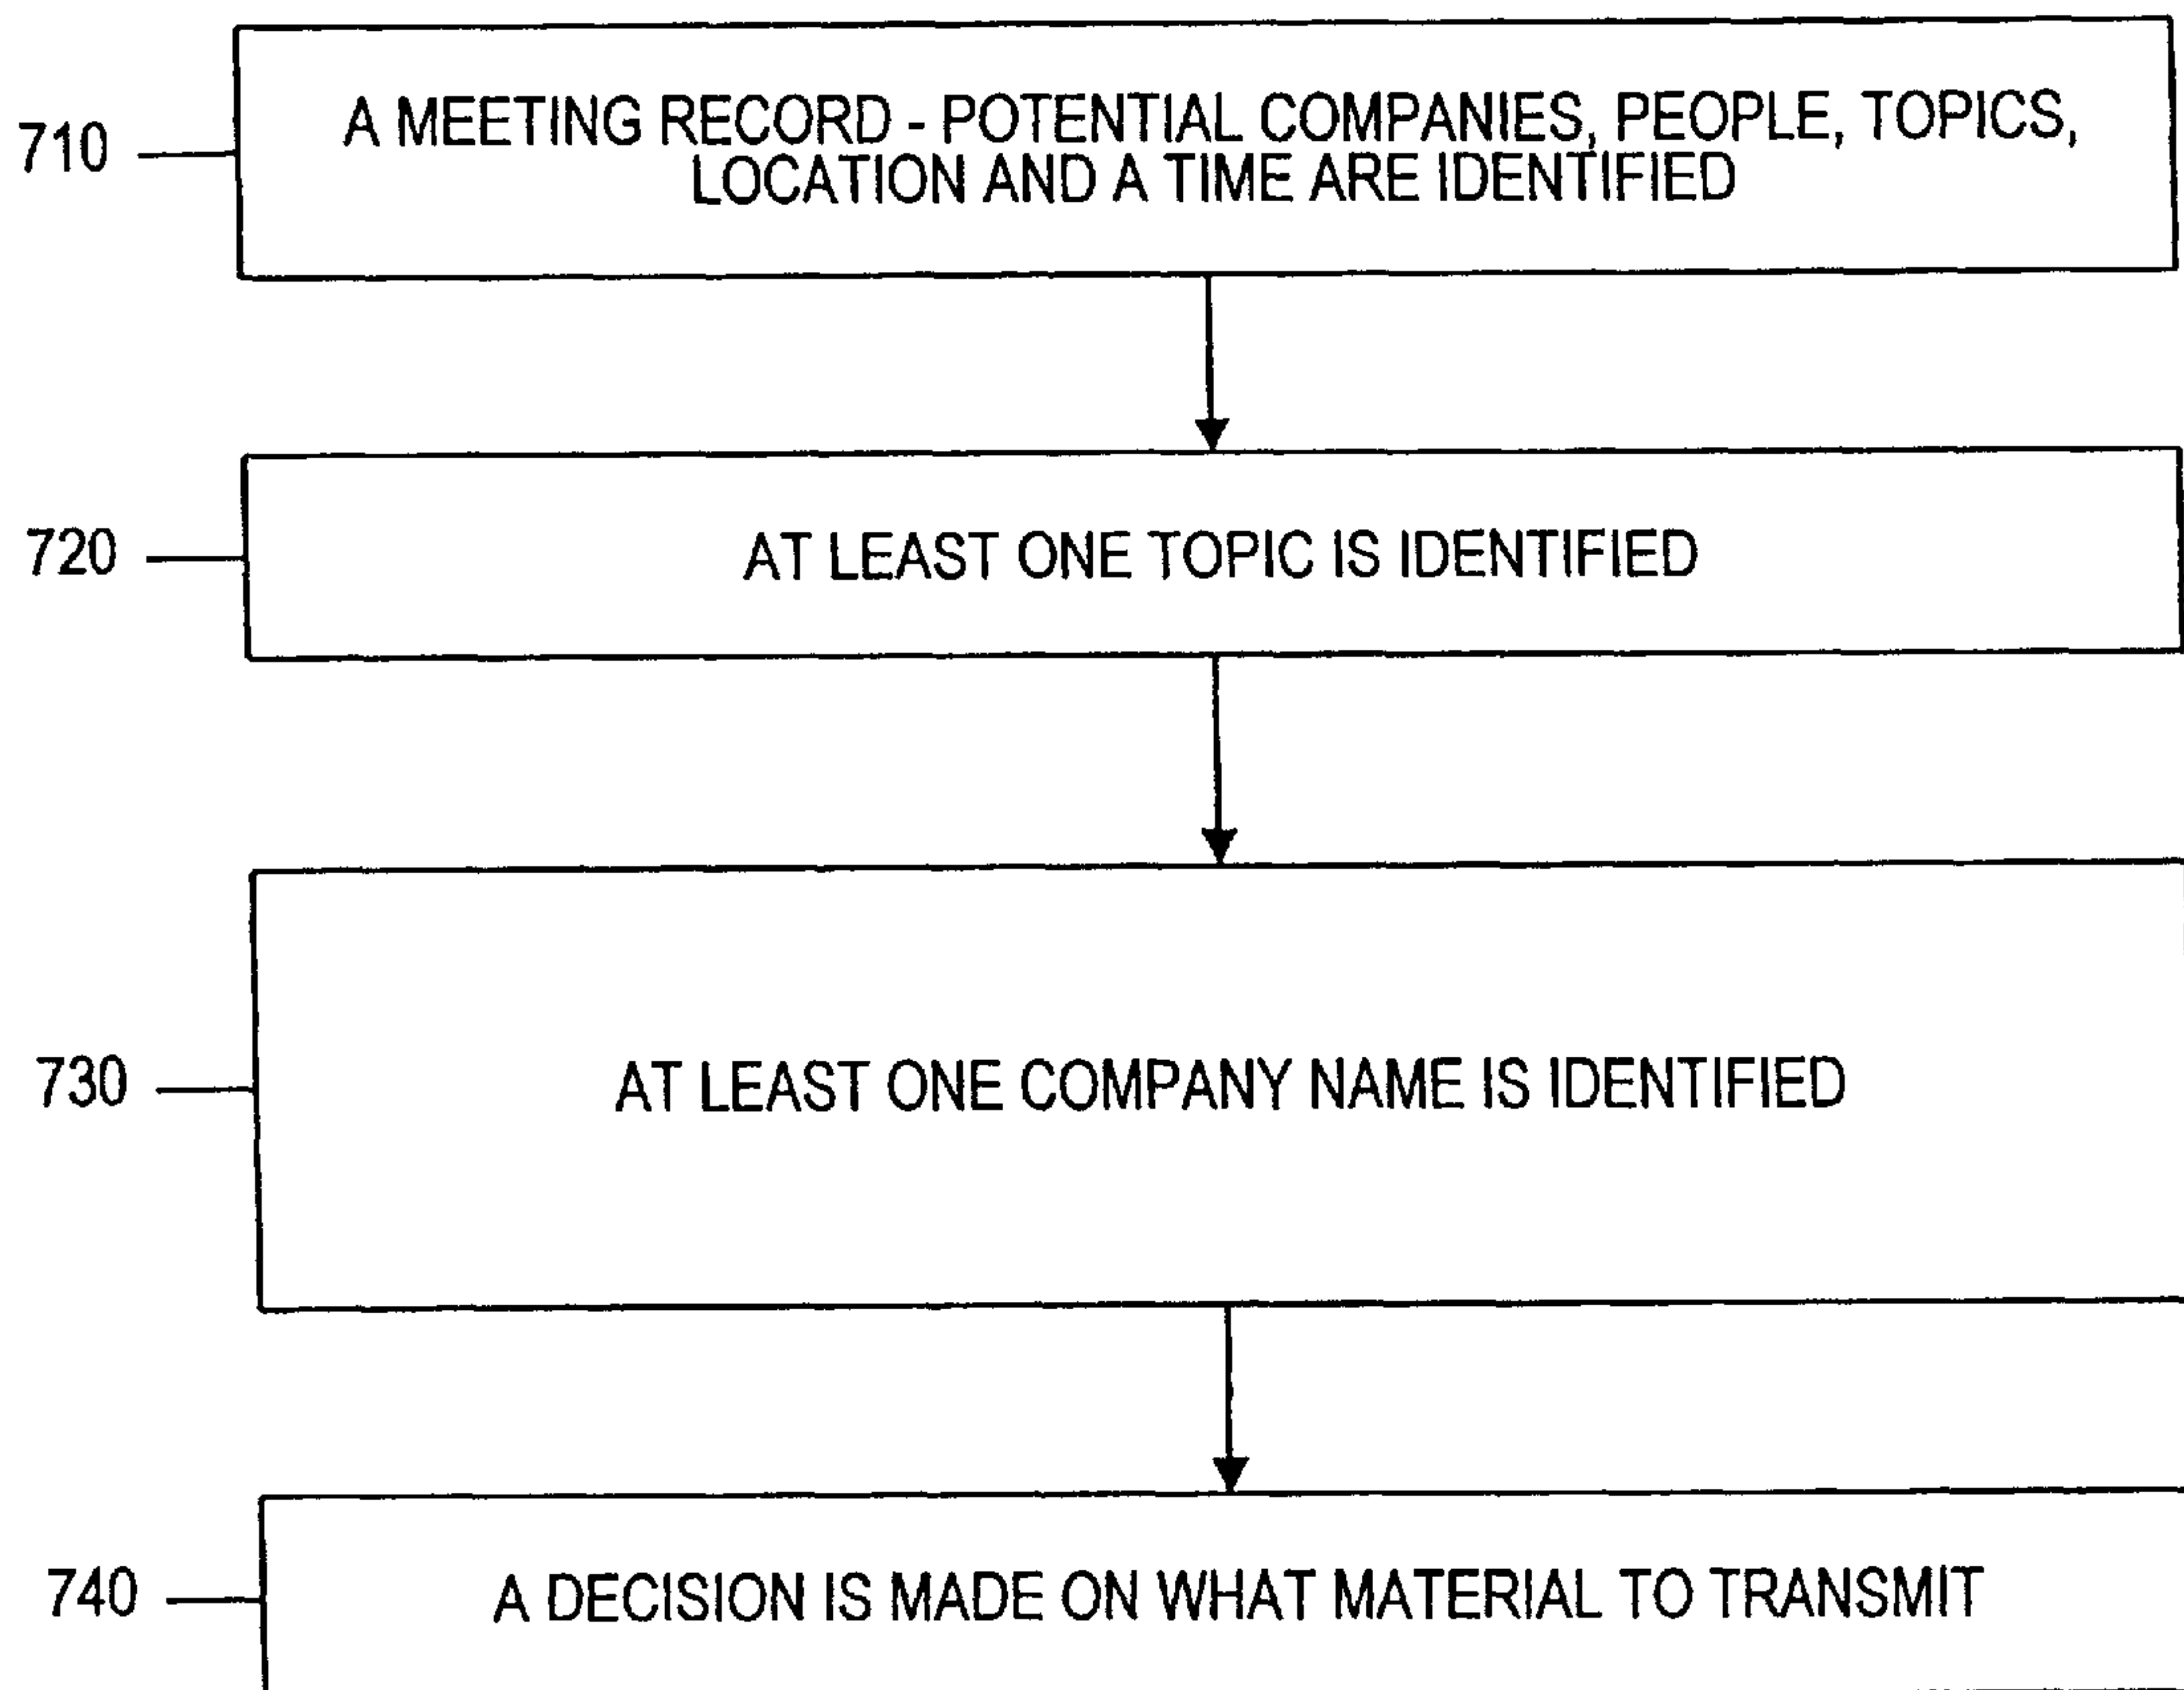 710
A MEETING RECORD - POTENTIAL COMPANIES, PEOPLE, TOPICS,
LOCATION AND A TIME ARE IDENTIFIED
720
AT LEAST ONE TOPIC IS IDENTIFIED
730
AT LEAST ONE COMPANY NAME IS IDENTIFIED
740
A DECISION IS MADE ON WHAT MATERIAL TO TRANSMIT